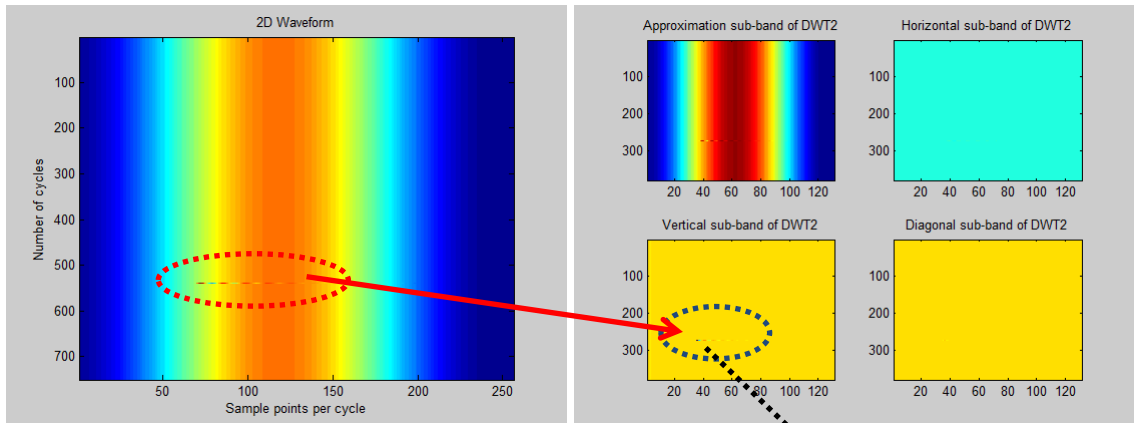 2D Waveform
100
200
300
400
500
600
700
Number of cycles
50 100 150 200 250
Sample points per cycle
Approximation sub-band of DWT2
100
200
300
20 40 60 80 100 120
Horizontal sub-band of DWT2
100
200
300
20 40 60 80 100 120
Vertical sub-band of DWT2
100
200
300
20 40 60 80 100 120
Diagonal sub-band of DWT2
100
200
300
20 40 60 80 100 120